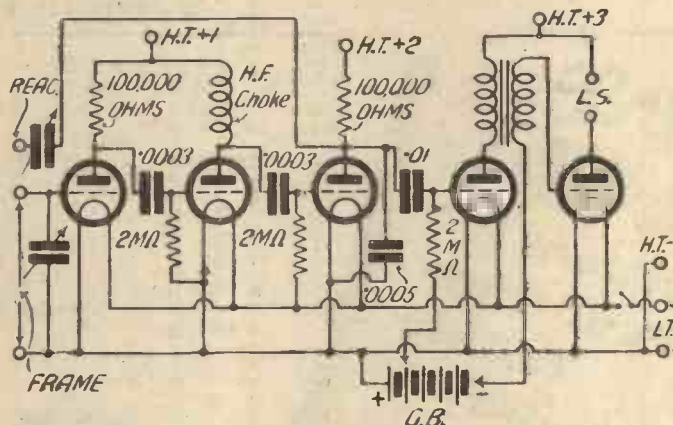 H.T.+1
H.T.+2
H.T.+3
REAC.
100,000
OHMS
H.F.
Choke
100,000
OHMS
L.S.
.0003
.0003
.01
2MΩ
2MΩ
2
M
Ω
.0005
H.T.-
L.T.
FRAME
+
-
G.B.